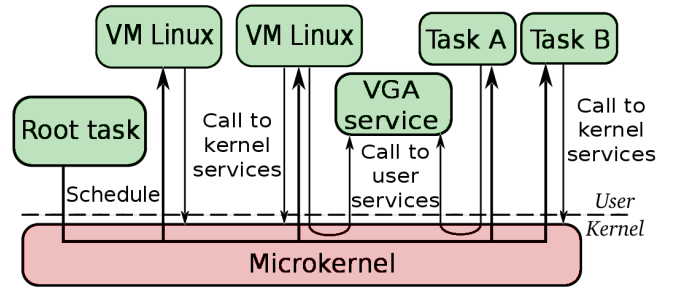 VM Linux
VM Linux
Task A
Task B
VGA
service
Root task
Call to
kernel
services
Call to
user
services
Call to
kernel
services
Schedule
User
Kernel
Microkernel